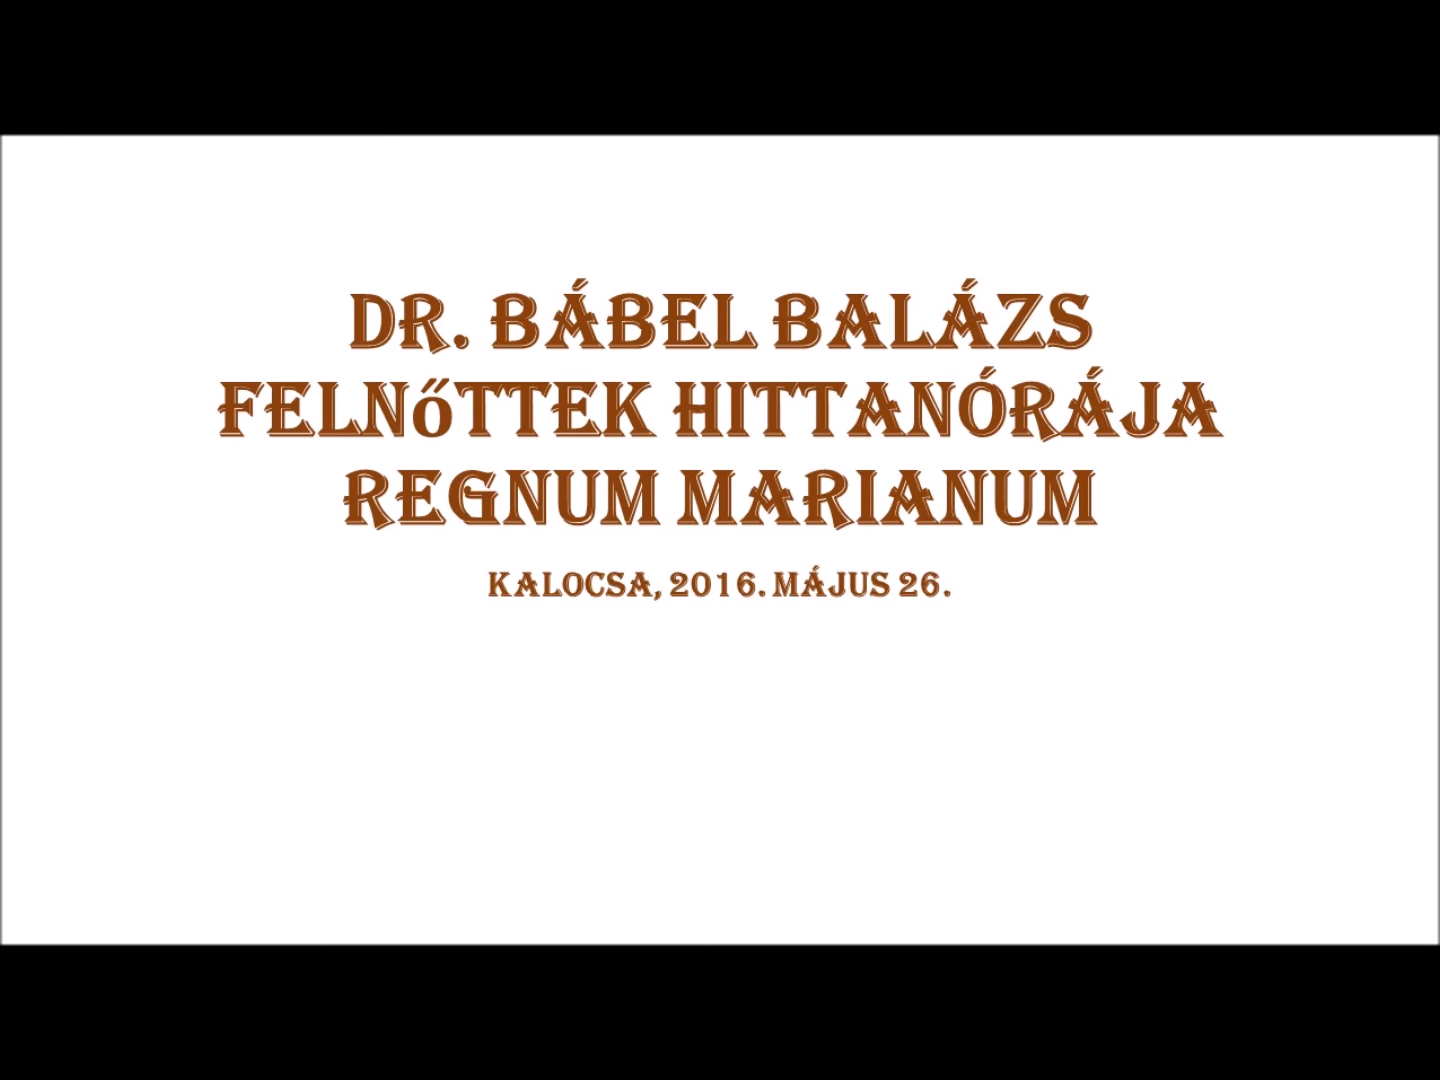 DR. BÁBEL BALÁZS
FELNőTTEK HITTANÓRÁJA
REGNUM MARIANUM
KALOCSA, 2016. MÁJUS 26.